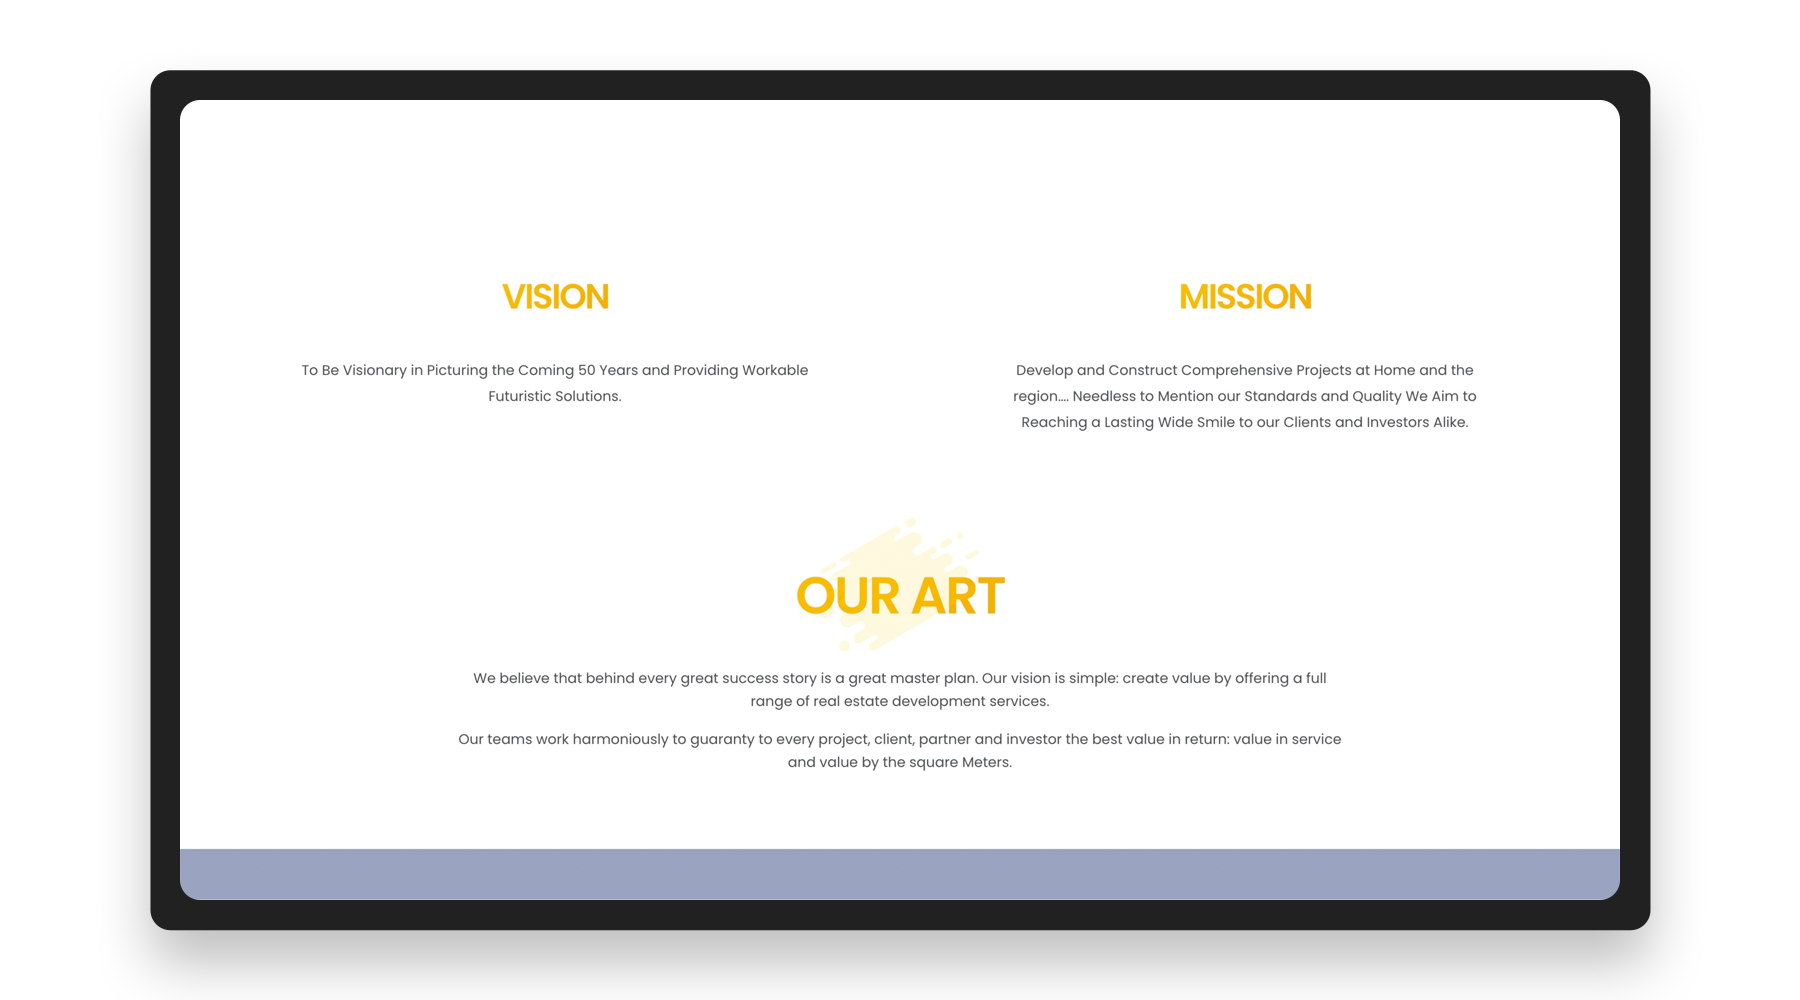 VISION
To Be Visionary in Picturing the Coming 50 Years and Providing Workable
Futuristic Solutions.
MISSION
Develop and Construct Comprehensive Projects at Home and the
region.... Needless to Mention our Standards and Quality We Aim to
Reaching a Lasting Wide Smile to our Clients and Investors Alike.
OUR ART
We believe that behind every great success story is a great master plan. Our vision is simple: create value by offering a full
range of real estate development services.
Our teams work harmoniously to guaranty to every project, client, partner and investor the best value in return: value in service
and value by the square Meters.